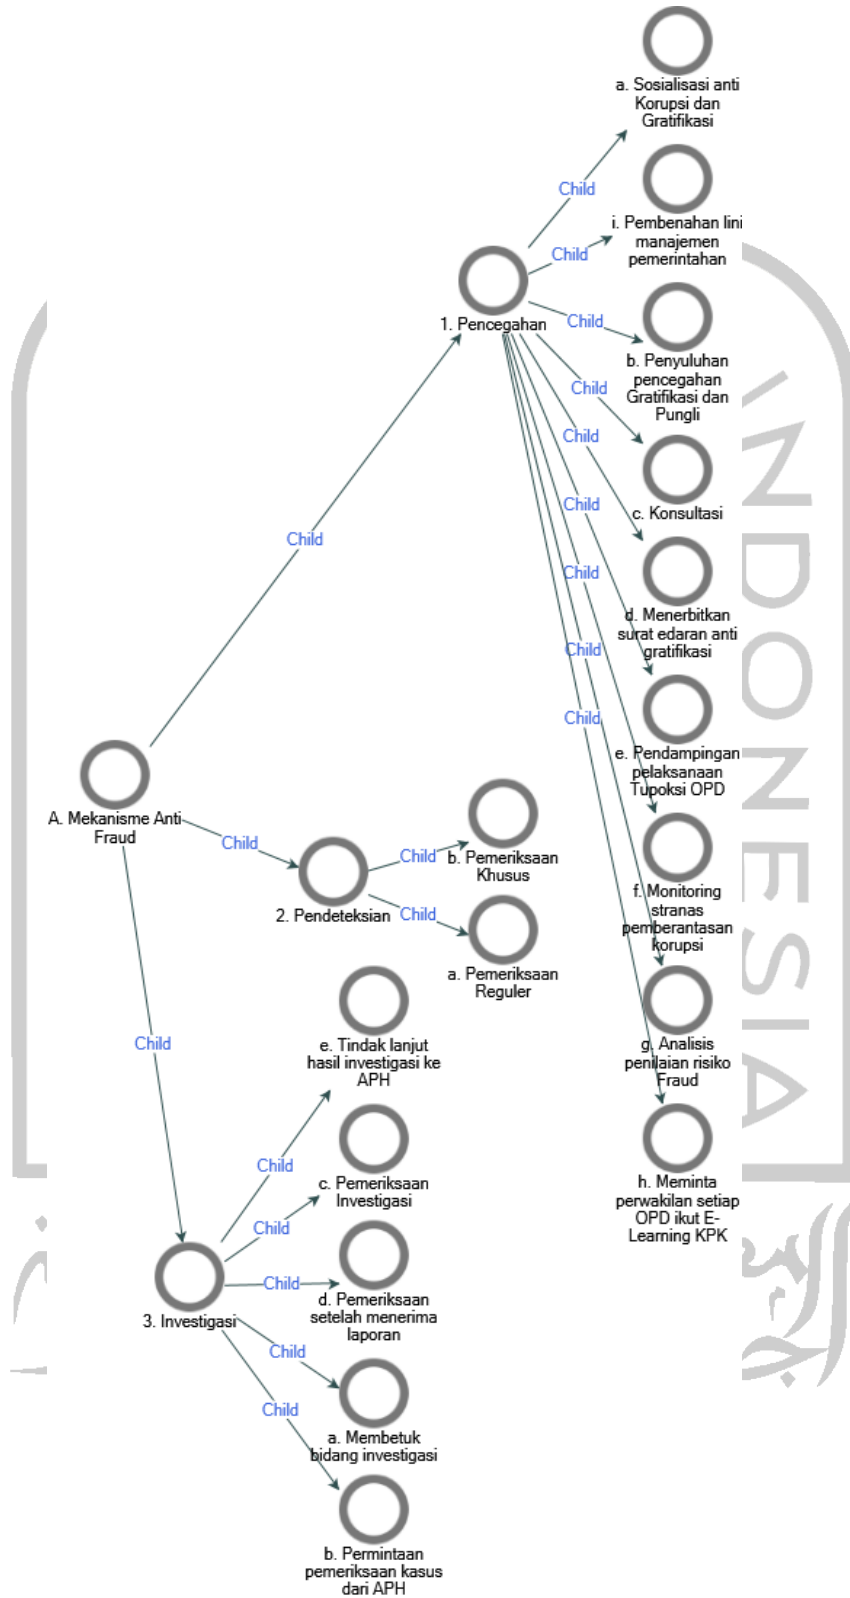 a. Sosialisasi anti
Korupsi dan
Gratifikasi
Child
i. Pembenahan lini
manajemen
pemerintahan
Child
1. Pencegahan
Child
b. Penyuluhan
pencegahan
Gratifikasi dan
Pungli
Child
c. Konsultasi
Child
d. Menerbitkan
surat edaran anti
gratifikasi
Child
e. Pendampingan
pelaksanaan
Tupoksi OPD
Child
f. Monitoring
stranas
pemberantasan
korupsi
Child
g. Analisis
penilaian risiko
Fraud
Child
h. Meminta
perwakilan setiap
OPD ikut E-
Learning KPK
Child
A. Mekanisme Anti
Fraud
Child
2. Pendeteksian
Child
b. Pemeriksaan
Khusus
Child
a. Pemeriksaan
Reguler
Child
3. Investigasi
e. Tindak lanjut
hasil investigasi ke
APH
Child
c. Pemeriksaan
Investigasi
Child
d. Pemeriksaan
setelah menerima
laporan
Child
a. Membetuk
bidang investigasi
Child
b. Permintaan
pemeriksaan kasus
dari APH
Child
INDONESIA